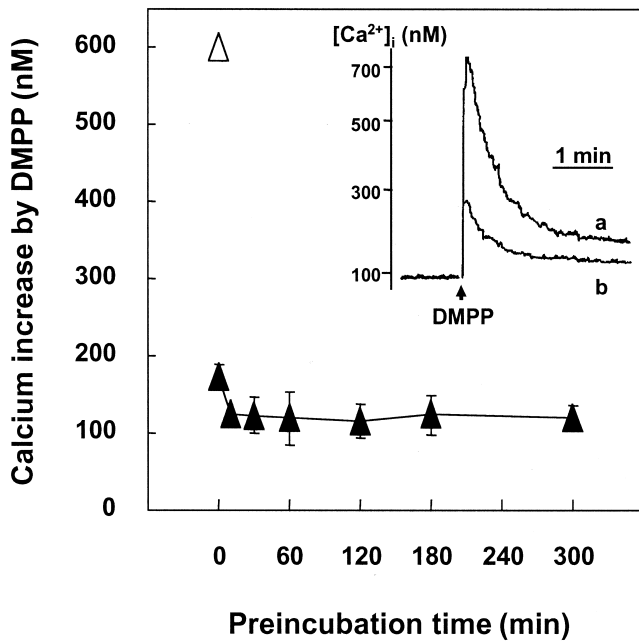 Calcium increase by DMPP (nM)
600
500
400
300
200
100
0
[Ca²⁺]ᵢ (nM)
700
500
300
100
1 min
a
b
DMPP
0 60 120 180 240 300
Preincubation time (min)